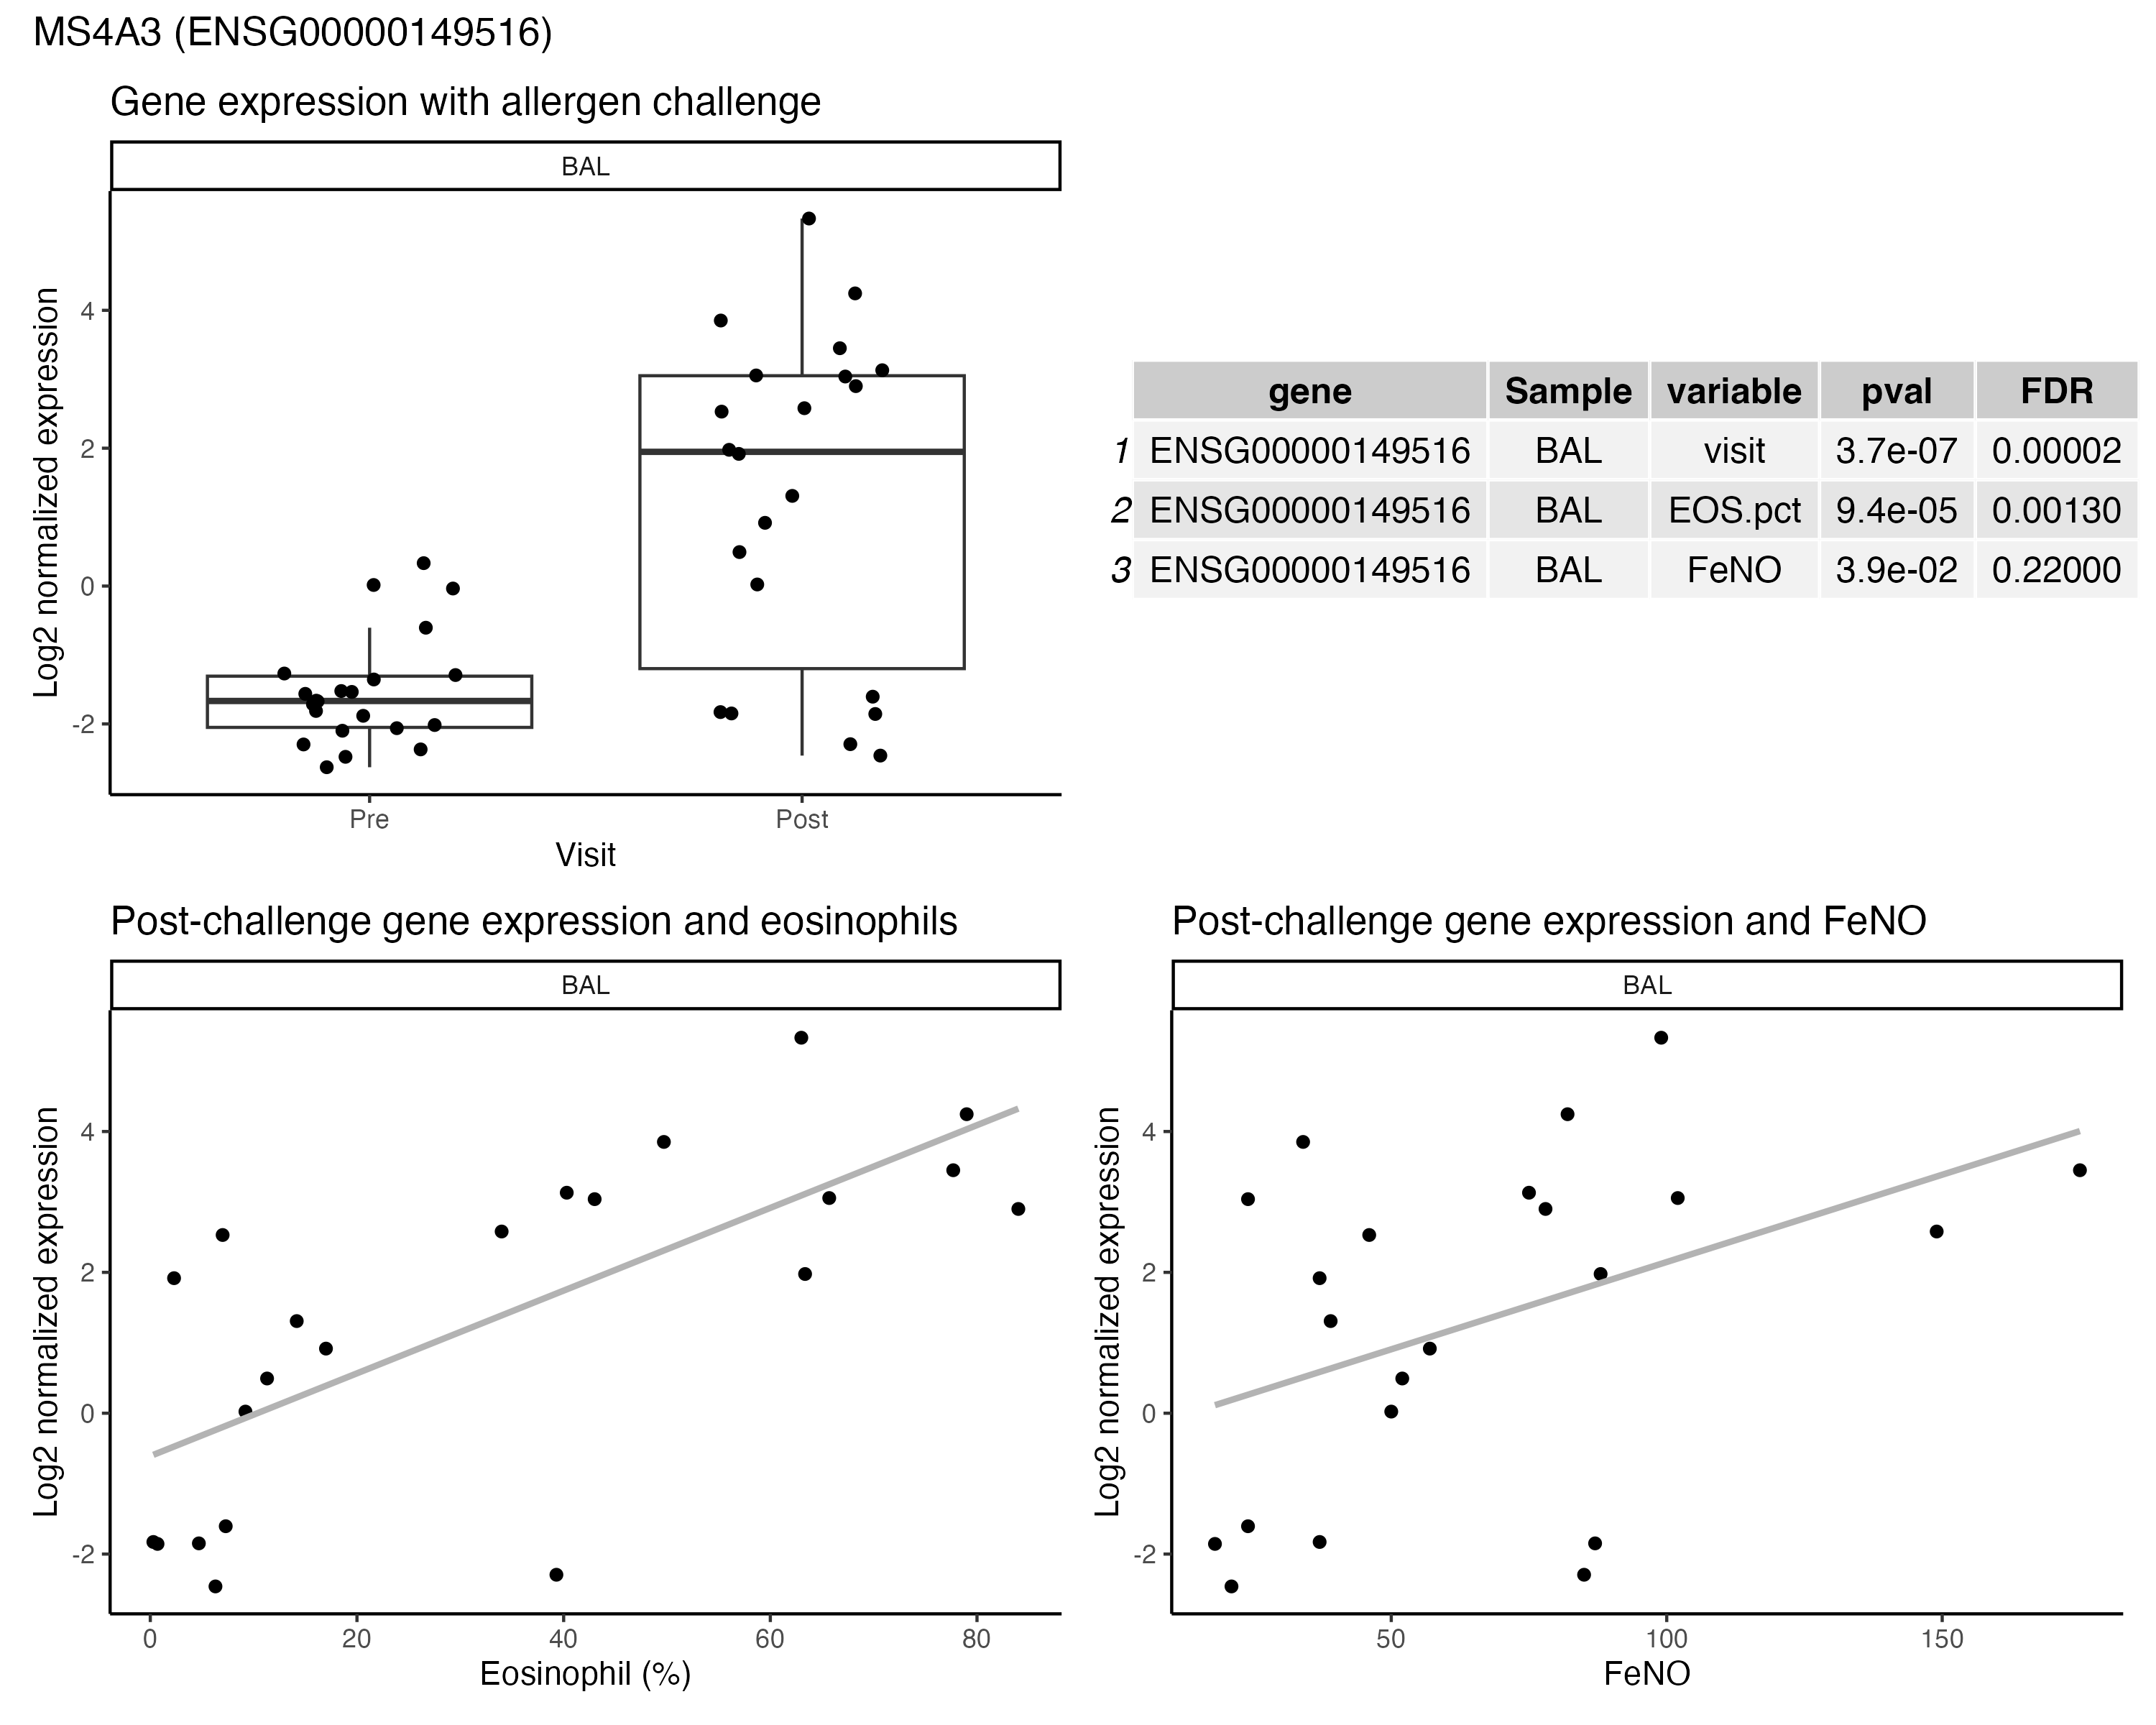 MS4A3 (ENSG00000149516)
Gene expression with allergen challenge
BAL
Log2 normalized expression
4
2
0
-2
Pre Post
Visit
gene Sample variable pval FDR
1 ENSG00000149516 BAL visit 3.7e-07 0.00002
2 ENSG00000149516 BAL EOS.pct 9.4e-05 0.00130
3 ENSG00000149516 BAL FeNO 3.9e-02 0.22000
Post-challenge gene expression and eosinophils
BAL
Log2 normalized expression
4
2
0
-2
0 20 40 60 80
Eosinophil (%)
Post-challenge gene expression and FeNO
BAL
Log2 normalized expression
4
2
0
-2
50 100 150
FeNO